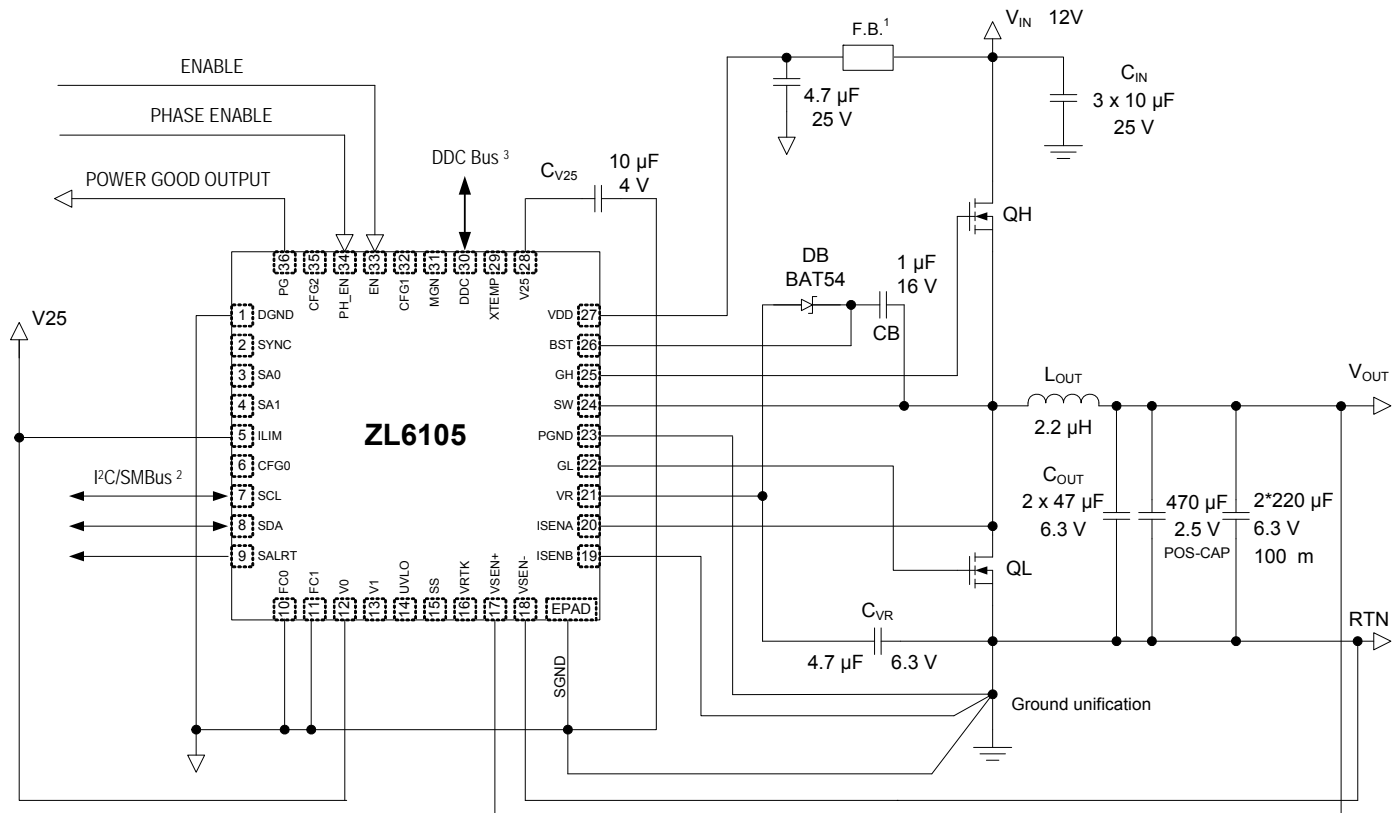 V_IN 12V
F.B.¹
ENABLE
C_IN
3 x 10 µF
25 V
4.7 µF
25 V
PHASE ENABLE
DDC Bus ³
10 µF
4 V
C_V25
POWER GOOD OUTPUT
QH
36
35
34
33
32
31
30
29
28
PG
CFG2
PH_EN
EN
CFG1
MGN
DDC
XTEMP
V25
DB
BAT54
1 µF
16 V
CB
V25
1 DGND
2 SYNC
3 SA0
4 SA1
5 ILIM
6 CFG0
7 SCL
8 SDA
9 SALRT
I²C/SMBus ²
ZL6105
VDD 27
BST 26
GH 25
SW 24
PGND 23
GL 22
VR 21
ISENA 20
ISENB 19
L_OUT
2.2 µH
V_OUT
C_OUT
2 x 47 µF
6.3 V
470 µF
2.5 V
POS-CAP
2*220 µF
6.3 V
100 m
QL
FC0
FC1
V0
V1
UVLO
SS
VRTK
VSEN+
VSEN-
10
11
12
13
14
15
16
17
18
EPAD
C_VR
4.7 µF
6.3 V
RTN
SGND
Ground unification